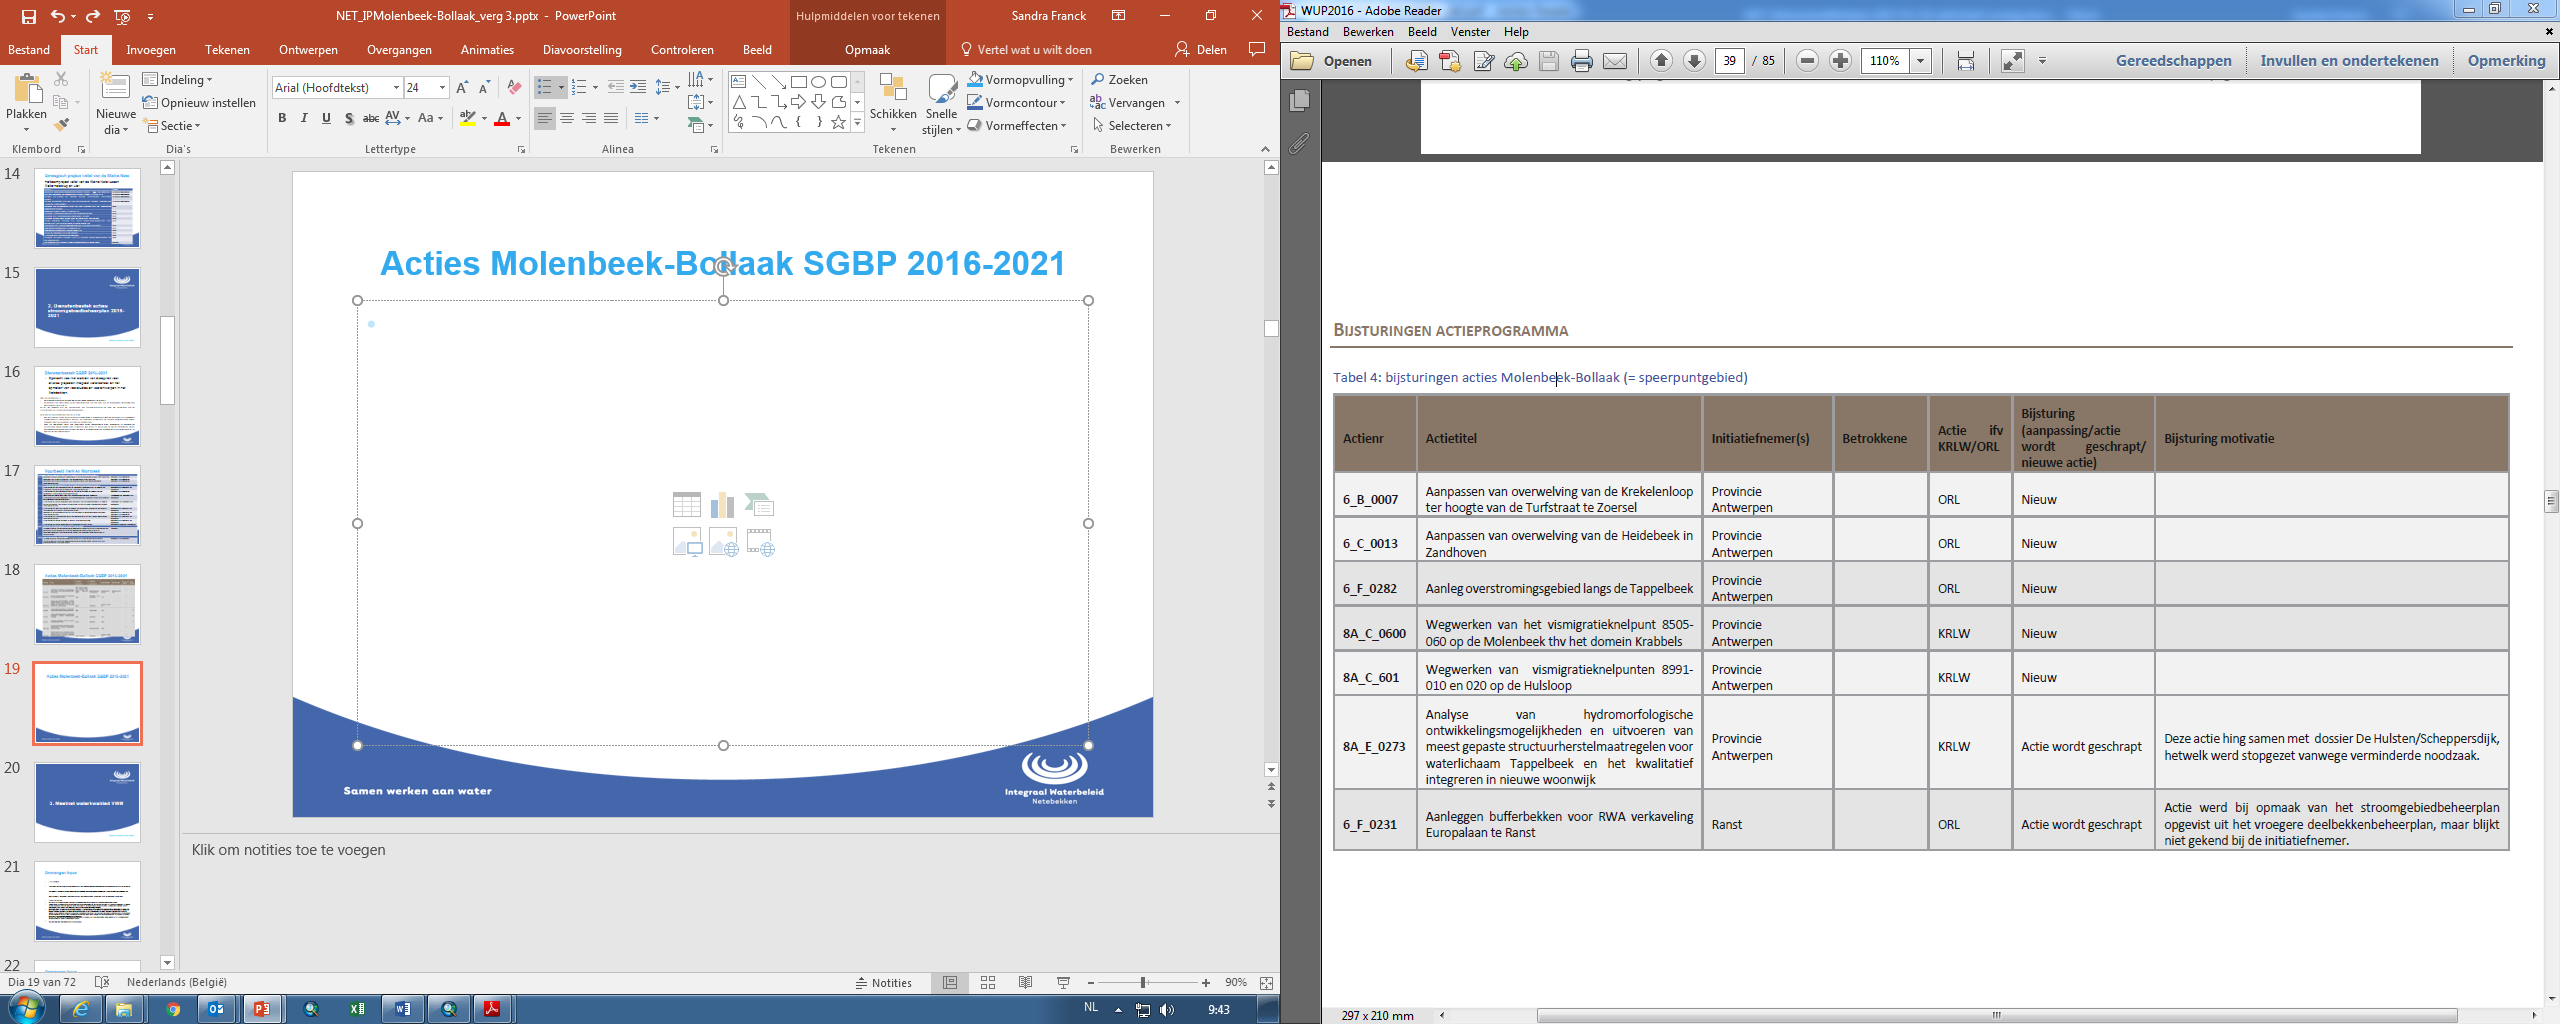 NET_IPMolenbeek-Bollaak_verg 3.pptx - PowerPoint
Hulpmiddelen voor tekenen
Sandra Franck
Bestand Start Invoegen Tekenen Ontwerpen Overgangen Animaties Diavoorstelling Controleren Beeld Opmaak Vertel wat u wilt doen Delen
Plakken
Klembord
Nieuwe dia
Indeling
Opnieuw instellen
Sectie
Dia's
Arial (Hoofdtekst) 24
B I U S abc AV Aa A
Lettertype
Alinea
Schikken
Snelle stijlen
Vormopvulling
Vormcontour
Vormeffecten
Tekenen
Zoeken
Vervangen
Selecteren
Bewerken
14
15
16
17
18
19
20
21
22
Acties Molenbeek-Bollaak SGBP 2016-2021
Samen werken aan water
Integraal Waterbeleid
Netebekken
Klik om notities toe te voegen
Dia 19 van 72 Nederlands (België) Notities 90%
NL 9:43
WUP2016 - Adobe Reader
Bestand Bewerken Beeld Venster Help
Openen 39 / 85 110% Gereedschappen Invullen en ondertekenen Opmerking
BIJSTURINGEN ACTIEPROGRAMMA
Tabel 4: bijsturingen acties Molenbeek-Bollaak (= speerpuntgebied)
Actienr Actietitel Initiatiefnemer(s) Betrokkene Actie ifv KRLW/ORL Bijsturing (aanpassing/actie wordt geschrapt/ nieuwe actie) Bijsturing motivatie
6_B_0007 Aanpassen van overwelving van de Krekelenloop ter hoogte van de Turfstraat te Zoersel Provincie Antwerpen ORL Nieuw
6_C_0013 Aanpassen van overwelving van de Heidebeek in Zandhoven Provincie Antwerpen ORL Nieuw
6_F_0282 Aanleg overstromingsgebied langs de Tappelbeek Provincie Antwerpen ORL Nieuw
8A_C_0600 Wegwerken van het vismigratieknelpunt 8505-060 op de Molenbeek thv het domein Krabbels Provincie Antwerpen KRLW Nieuw
8A_C_601 Wegwerken van vismigratieknelpunten 8991-010 en 020 op de Hulsloop Provincie Antwerpen KRLW Nieuw
8A_E_0273 Analyse van hydromorfologische ontwikkelingsmogelijkheden en uitvoeren van meest gepaste structuurherstelmaatregelen voor waterlichaam Tappelbeek en het kwalitatief integreren in nieuwe woonwijk Provincie Antwerpen KRLW Actie wordt geschrapt Deze actie hing samen met dossier De Hulsten/Scheppersdijk, hetwelk werd stopgezet vanwege verminderde noodzaak.
6_F_0231 Aanleggen bufferbekken voor RWA verkaveling Europalaan te Ranst Ranst ORL Actie wordt geschrapt Actie werd bij opmaak van het stroomgebiedbeheerplan opgevist uit het vroegere deelbekkenbeheerplan, maar blijkt niet gekend bij de initiatiefnemer.
297 x 210 mm